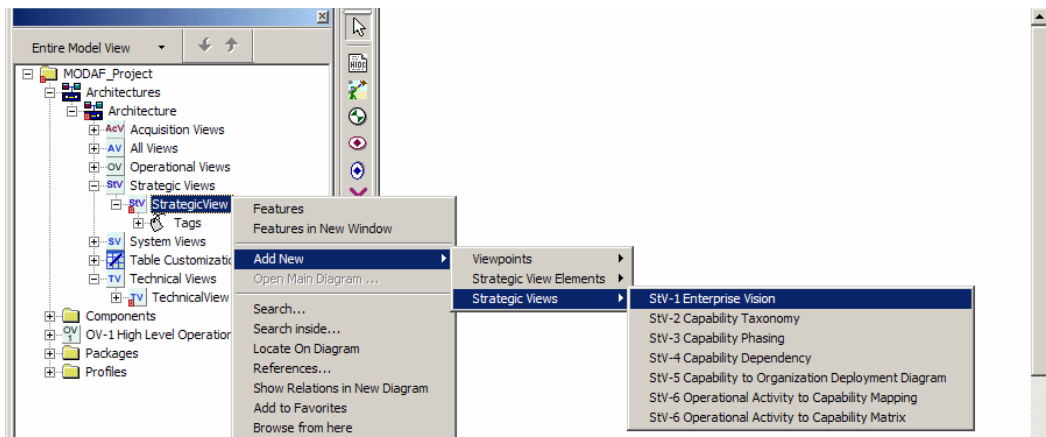 Entire Model View
MODAF_Project
Architectures
Architecture
AcV Acquisition Views
AV All Views
OV Operational Views
StV Strategic Views
StV StrategicView
Tags
SV System Views
Table Customizatic
TV Technical Views
TV TechnicalView
Components
OV 1 OV-1 High Level Operation
Packages
Profiles
HIOC
Features
Features in New Window
Add New
Open Main Diagram ...
Search...
Search inside...
Locate On Diagram
References...
Show Relations in New Diagram
Add to Favorites
Browse from here
Viewpoints
Strategic View Elements
Strategic Views
StV-1 Enterprise Vision
StV-2 Capability Taxonomy
StV-3 Capability Phasing
StV-4 Capability Dependency
StV-5 Capability to Organization Deployment Diagram
StV-6 Operational Activity to Capability Mapping
StV-6 Operational Activity to Capability Matrix